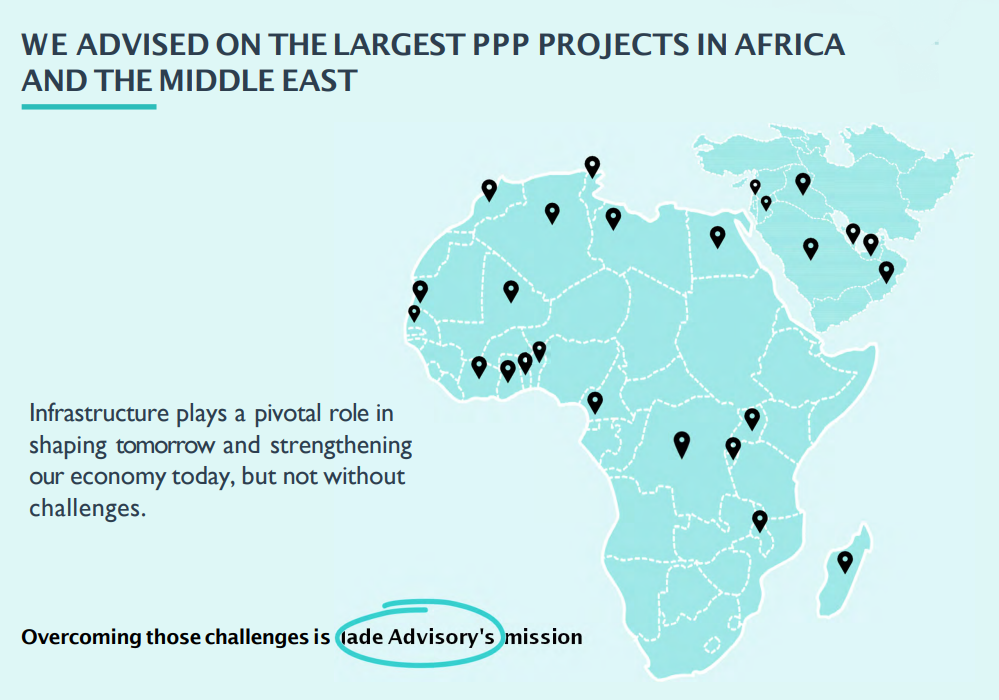 WE ADVISED ON THE LARGEST PPP PROJECTS IN AFRICA
AND THE MIDDLE EAST
Infrastructure plays a pivotal role in
shaping tomorrow and strengthening
our economy today, but not without
challenges.
Overcoming those challenges is Iade Advisory's mission